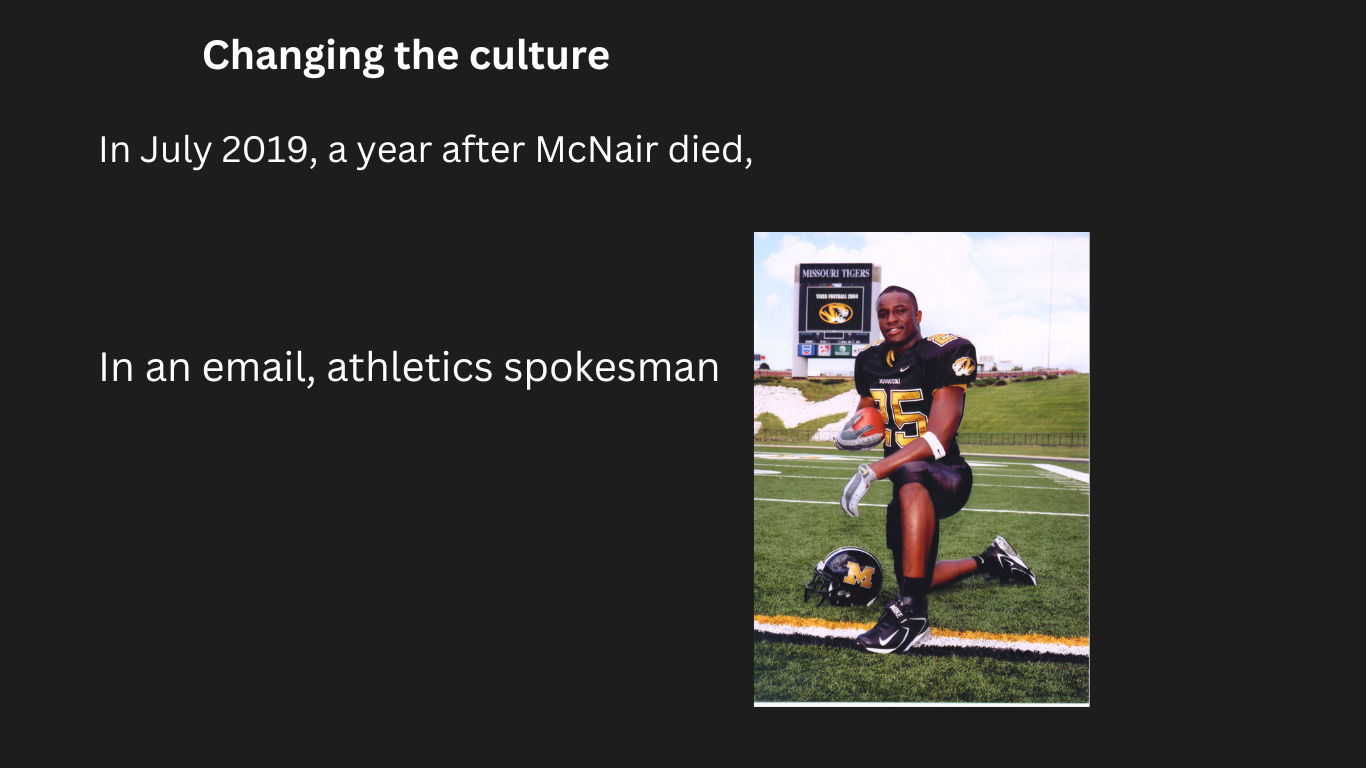 Changing the culture
In July 2019, a year after McNair died,
In an email, athletics spokesman
MISSOURI TIGERS
TIGER FOOTBALL 2004
MISSOURI
25
M
NIKE